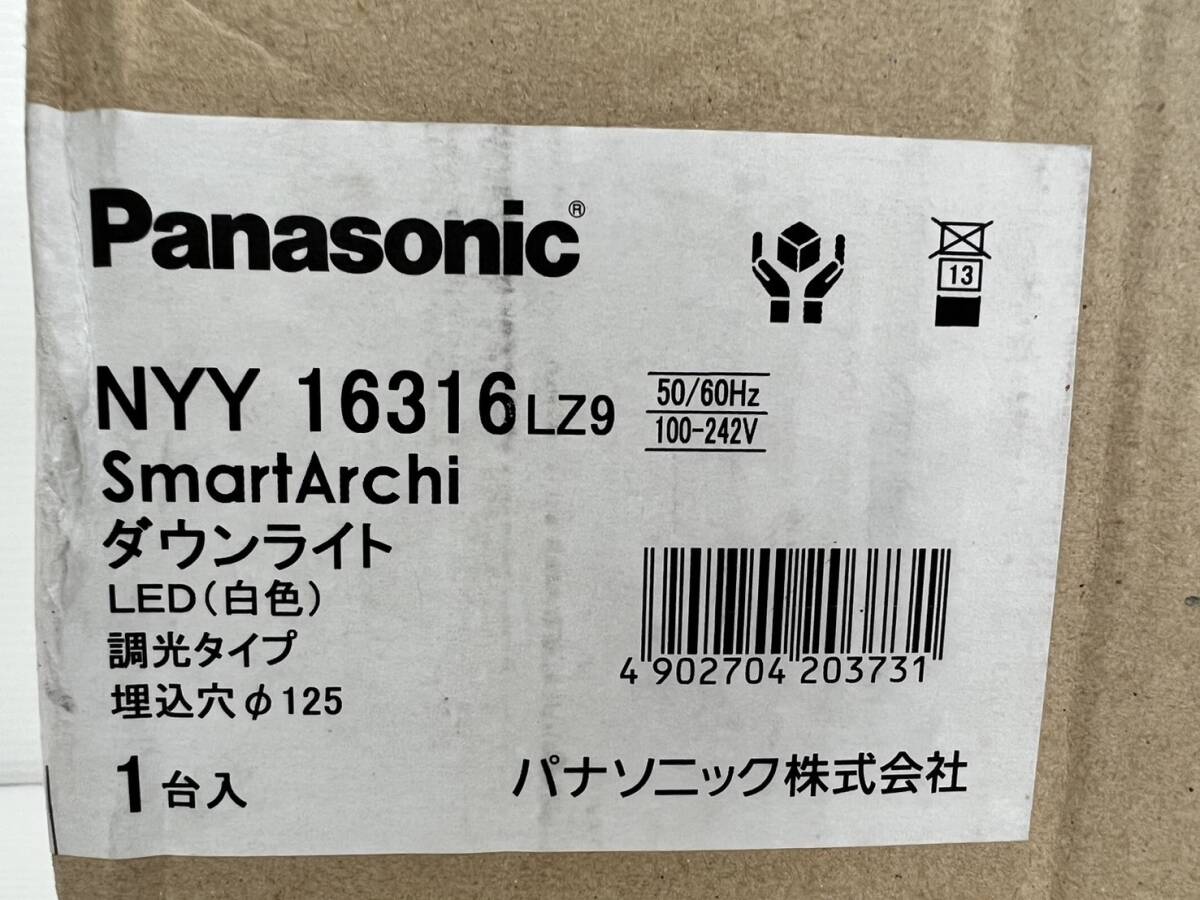 Panasonic®
13
NYY 16316 LZ9
50/60Hz
100-242V
SmartArchi
ダウンライト
LED(白色)
調光タイプ
埋込穴φ125
4 902704 203731
1台入
パナソニック株式会社